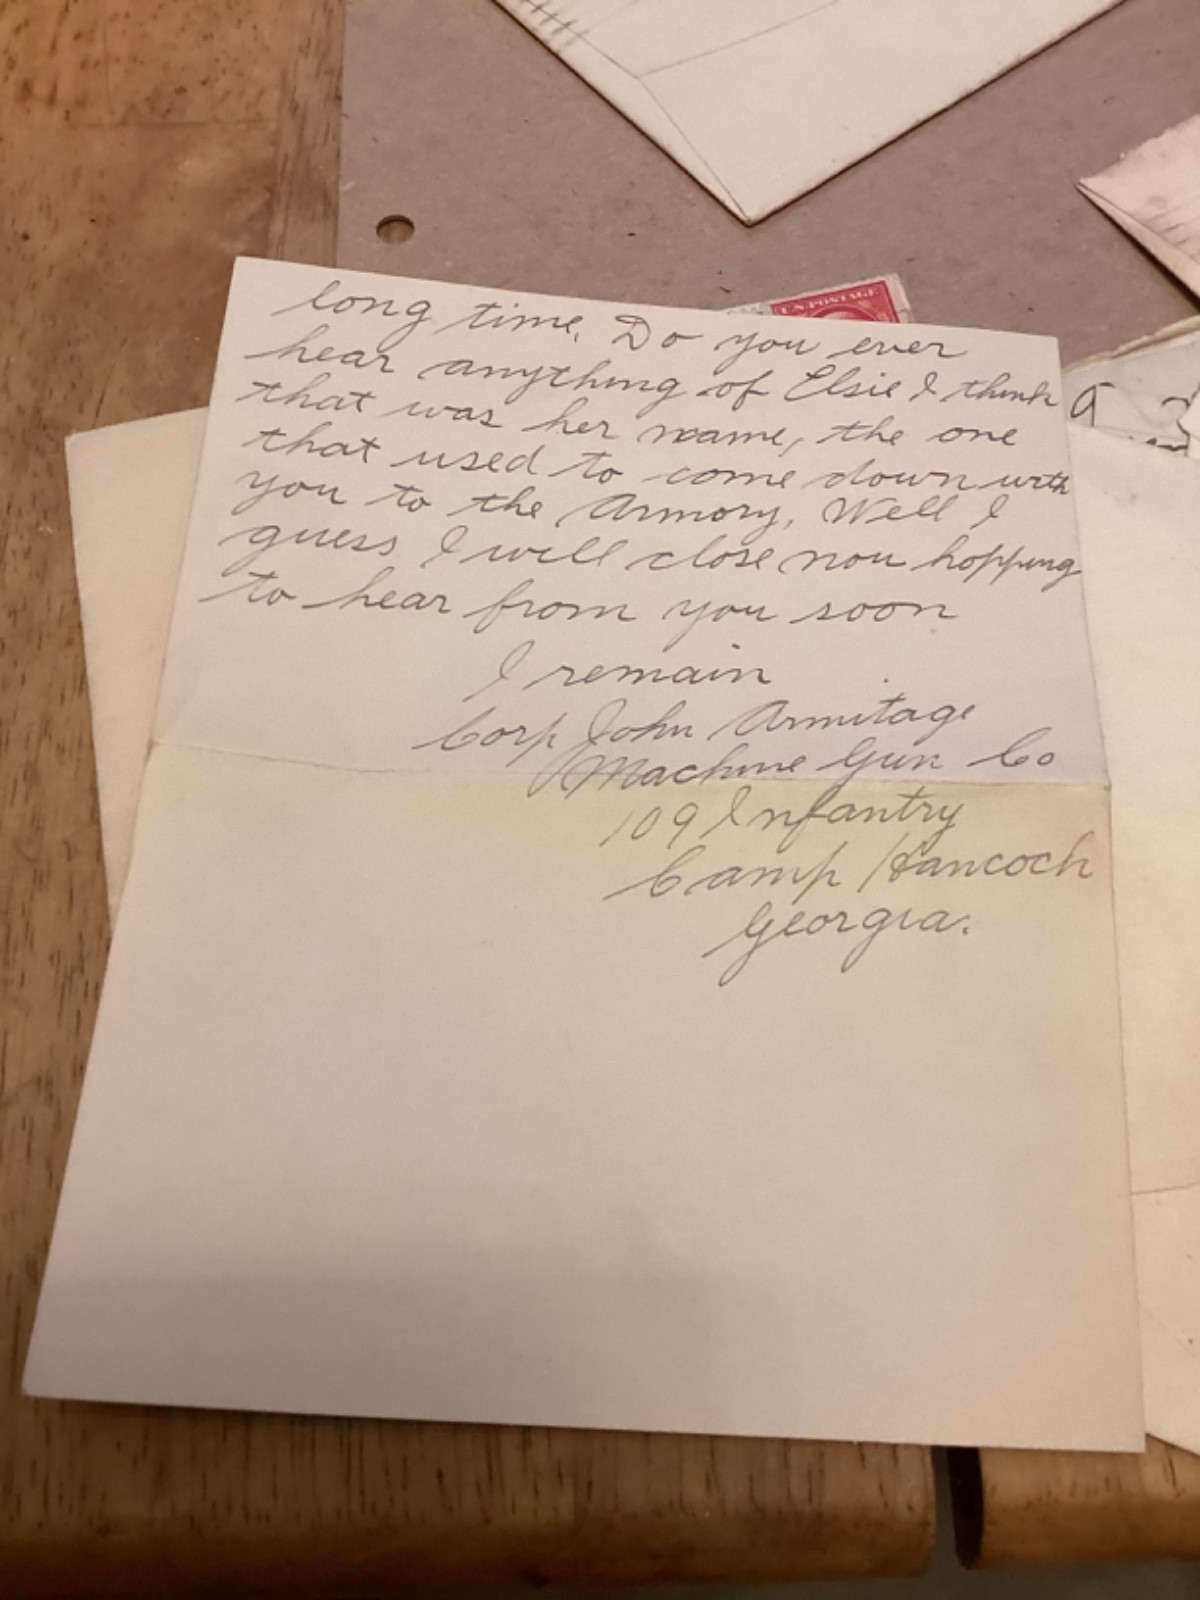 U.S. POSTAGE
long time. Do you ever
hear anything of Elsie I think
that was her name, the one
that used to come down with
you to the Armory. Well I
guess I will close now hopping
to hear from you soon
I remain
Corp John Armitage
Machine Gun Co
109 Infantry
Camp Hancock
Georgia.